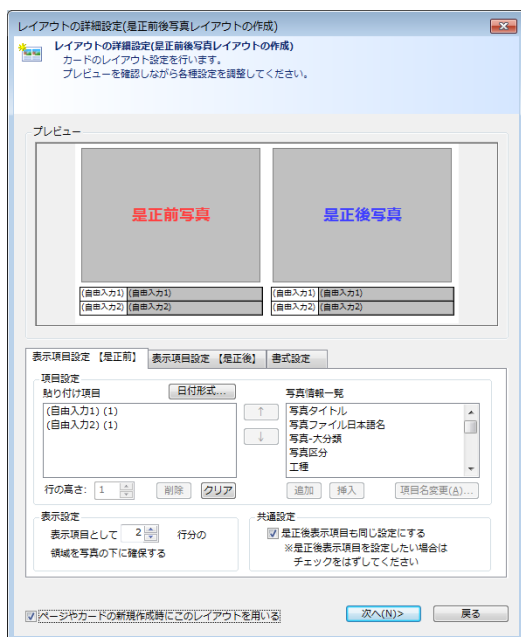 レイアウトの詳細設定(是正前後写真レイアウトの作成)
レイアウトの詳細設定(是正前後写真レイアウトの作成)
カードのレイアウト設定を行います。
プレビューを確認しながら各種設定を調整してください。
プレビュー
是正前写真 是正後写真
(自由入力1) (自由入力1) (自由入力1) (自由入力1)
(自由入力2) (自由入力2) (自由入力2) (自由入力2)
表示項目設定 【是正前】 表示項目設定 【是正後】 書式設定
項目設定
貼り付け項目 日付形式... 写真情報一覧
(自由入力1) (1) ↑ 写真タイトル
(自由入力2) (1) 写真ファイル日本語名
↓ 写真-大分類
写真区分
工種
行の高さ: 1 削除 クリア 追加 挿入 項目名変更(A)...
表示設定 共通設定
表示項目として 2 行分の 是正後表示項目も同じ設定にする
領域を写真の下に確保する ※是正後表示項目を設定したい場合は
チェックをはずしてください
ページやカードの新規作成時にこのレイアウトを用いる 次へ(N)> 戻る